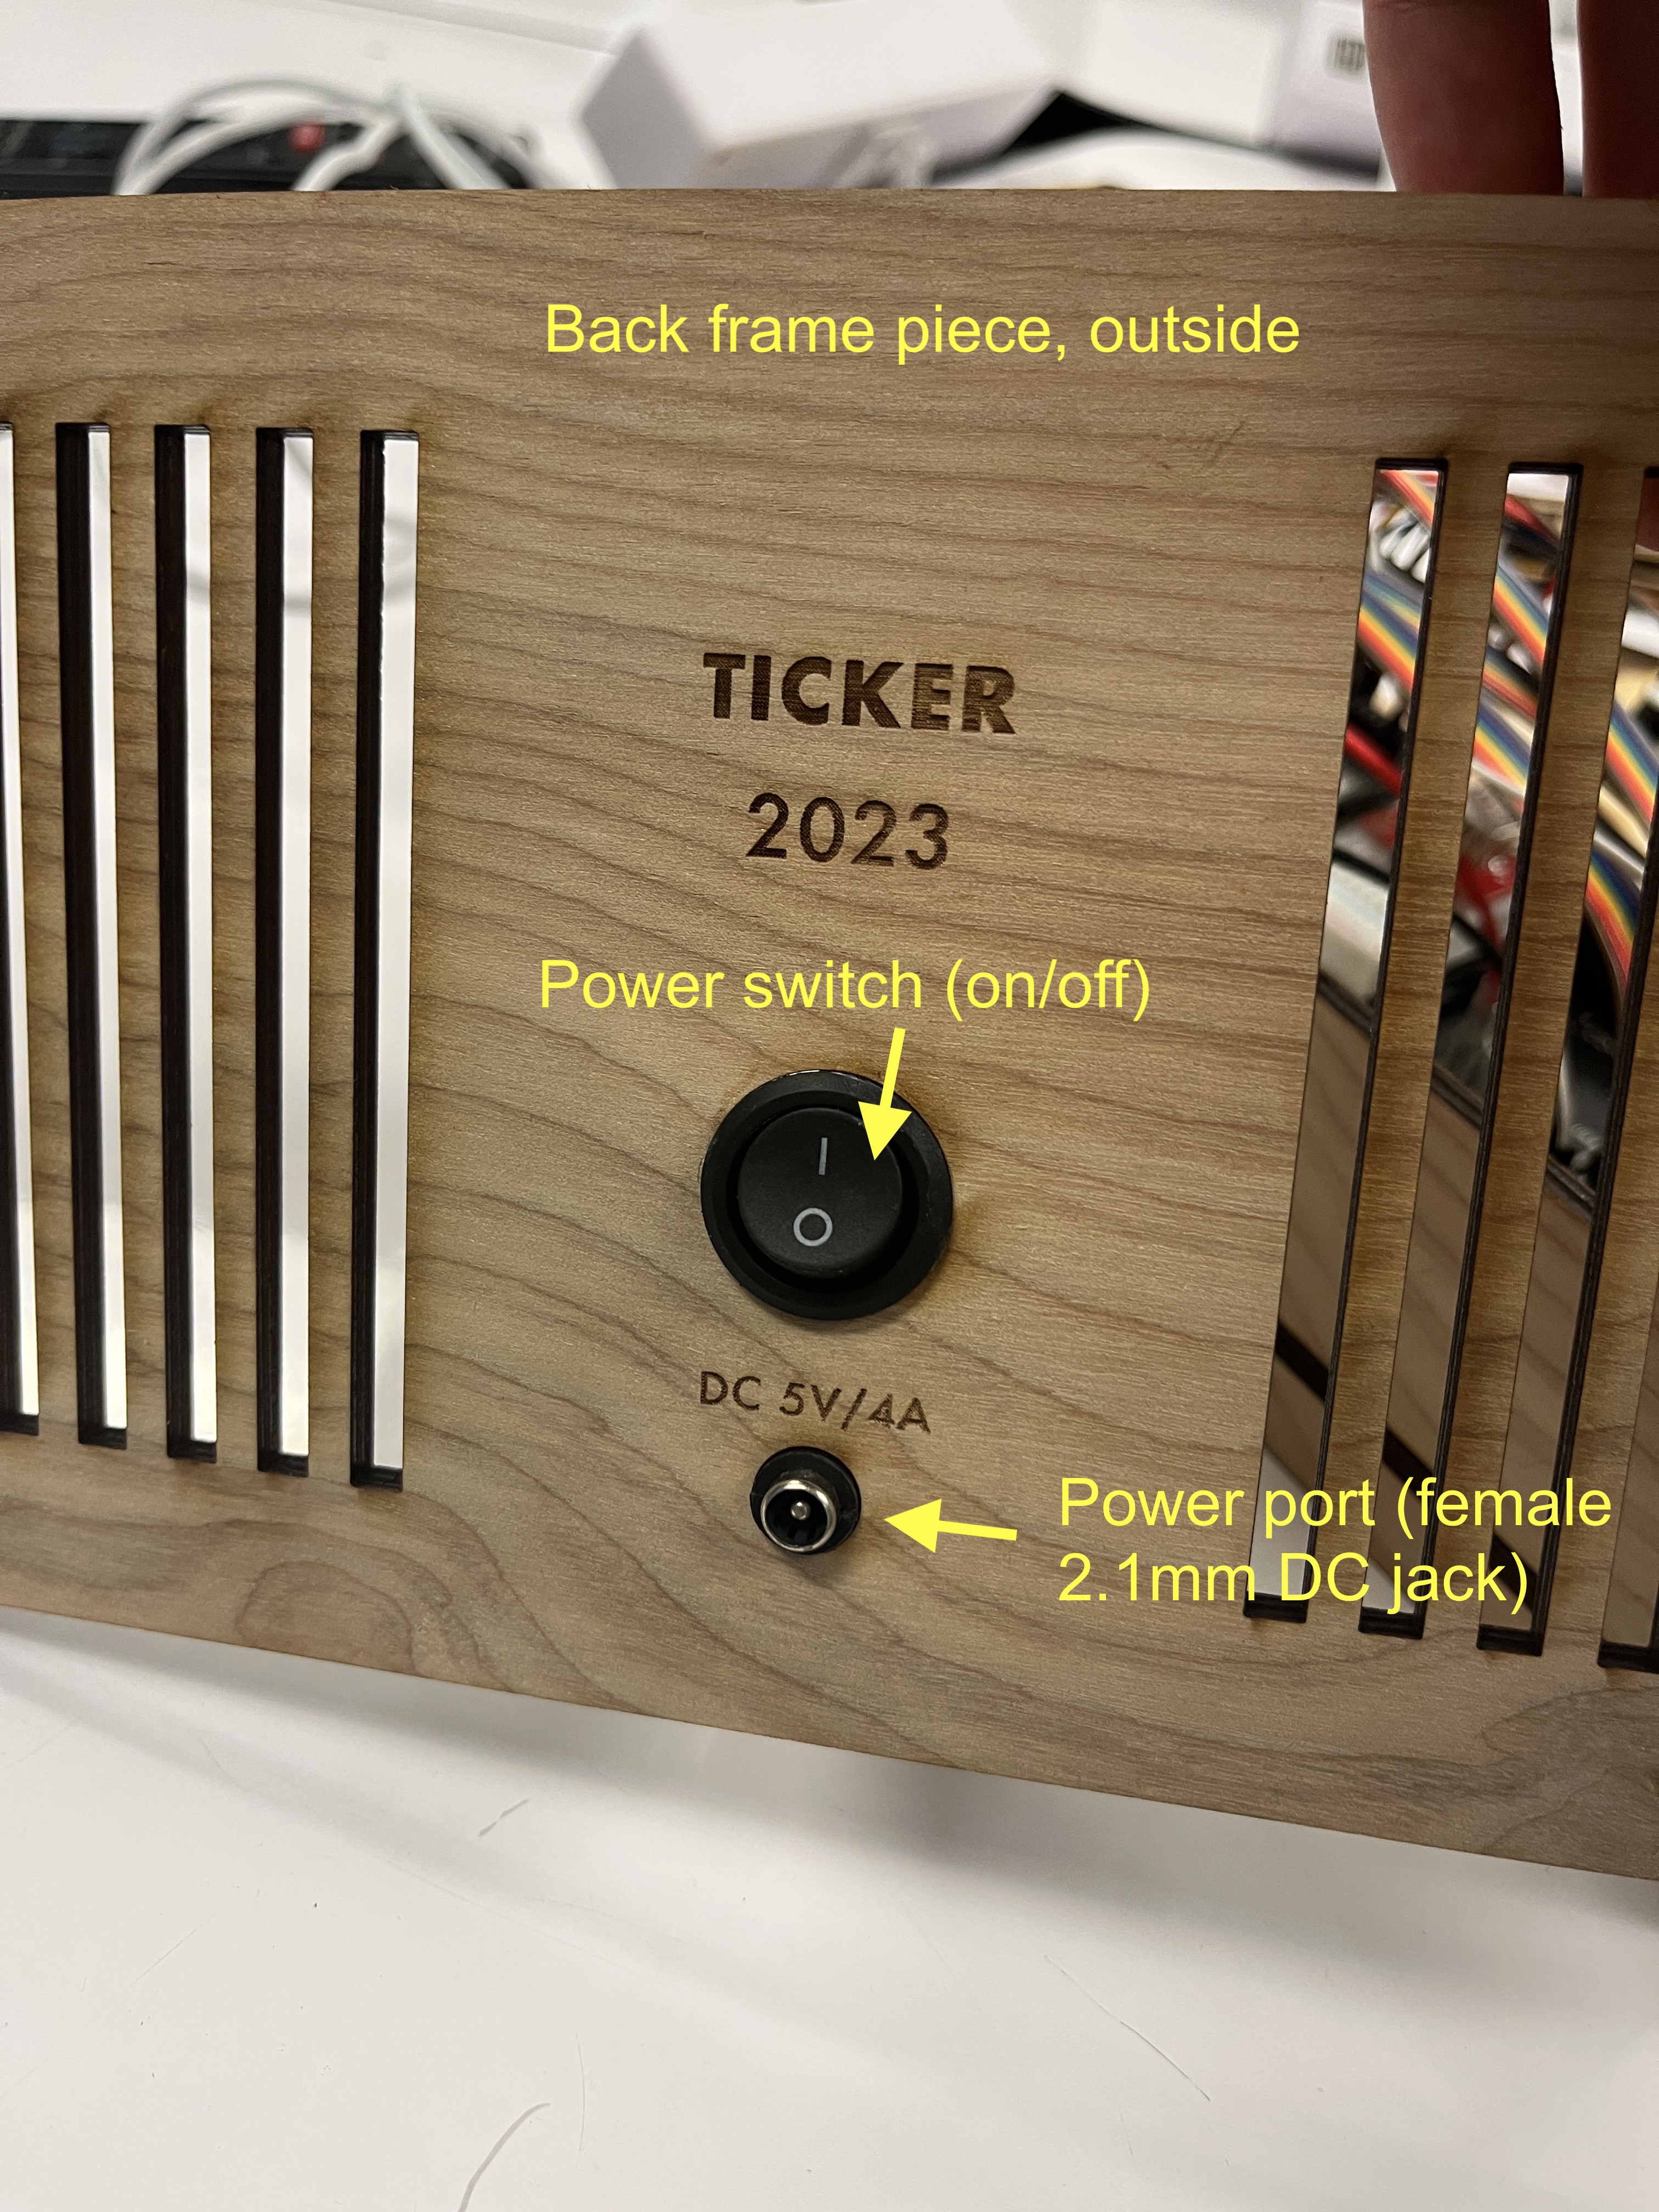 Back frame piece, outside
TICKER
2023
Power switch (on/off)
I
O
DC 5V/4A
Power port (female
2.1mm DC jack)